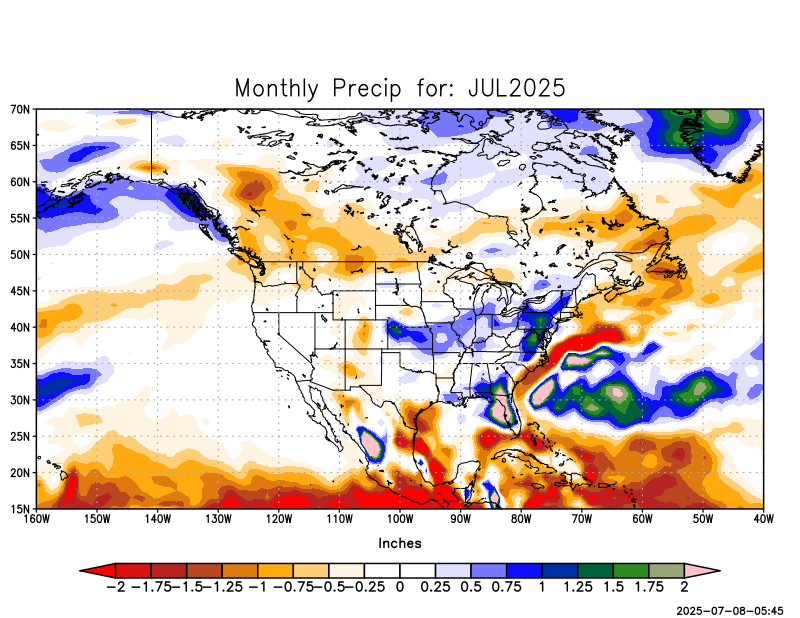 Monthly Precip for: JUL2025
70N
65N
60N
55N
50N
45N
40N
35N
30N
25N
20N
15N
160W 150W 140W 130W 120W 110W 100W 90W 80W 70W 60W 50W 40W
Inches
-2 -1.75 -1.5 -1.25 -1 -0.75 -0.5 -0.25 0 0.25 0.5 0.75 1 1.25 1.5 1.75 2
2025-07-08-05:45